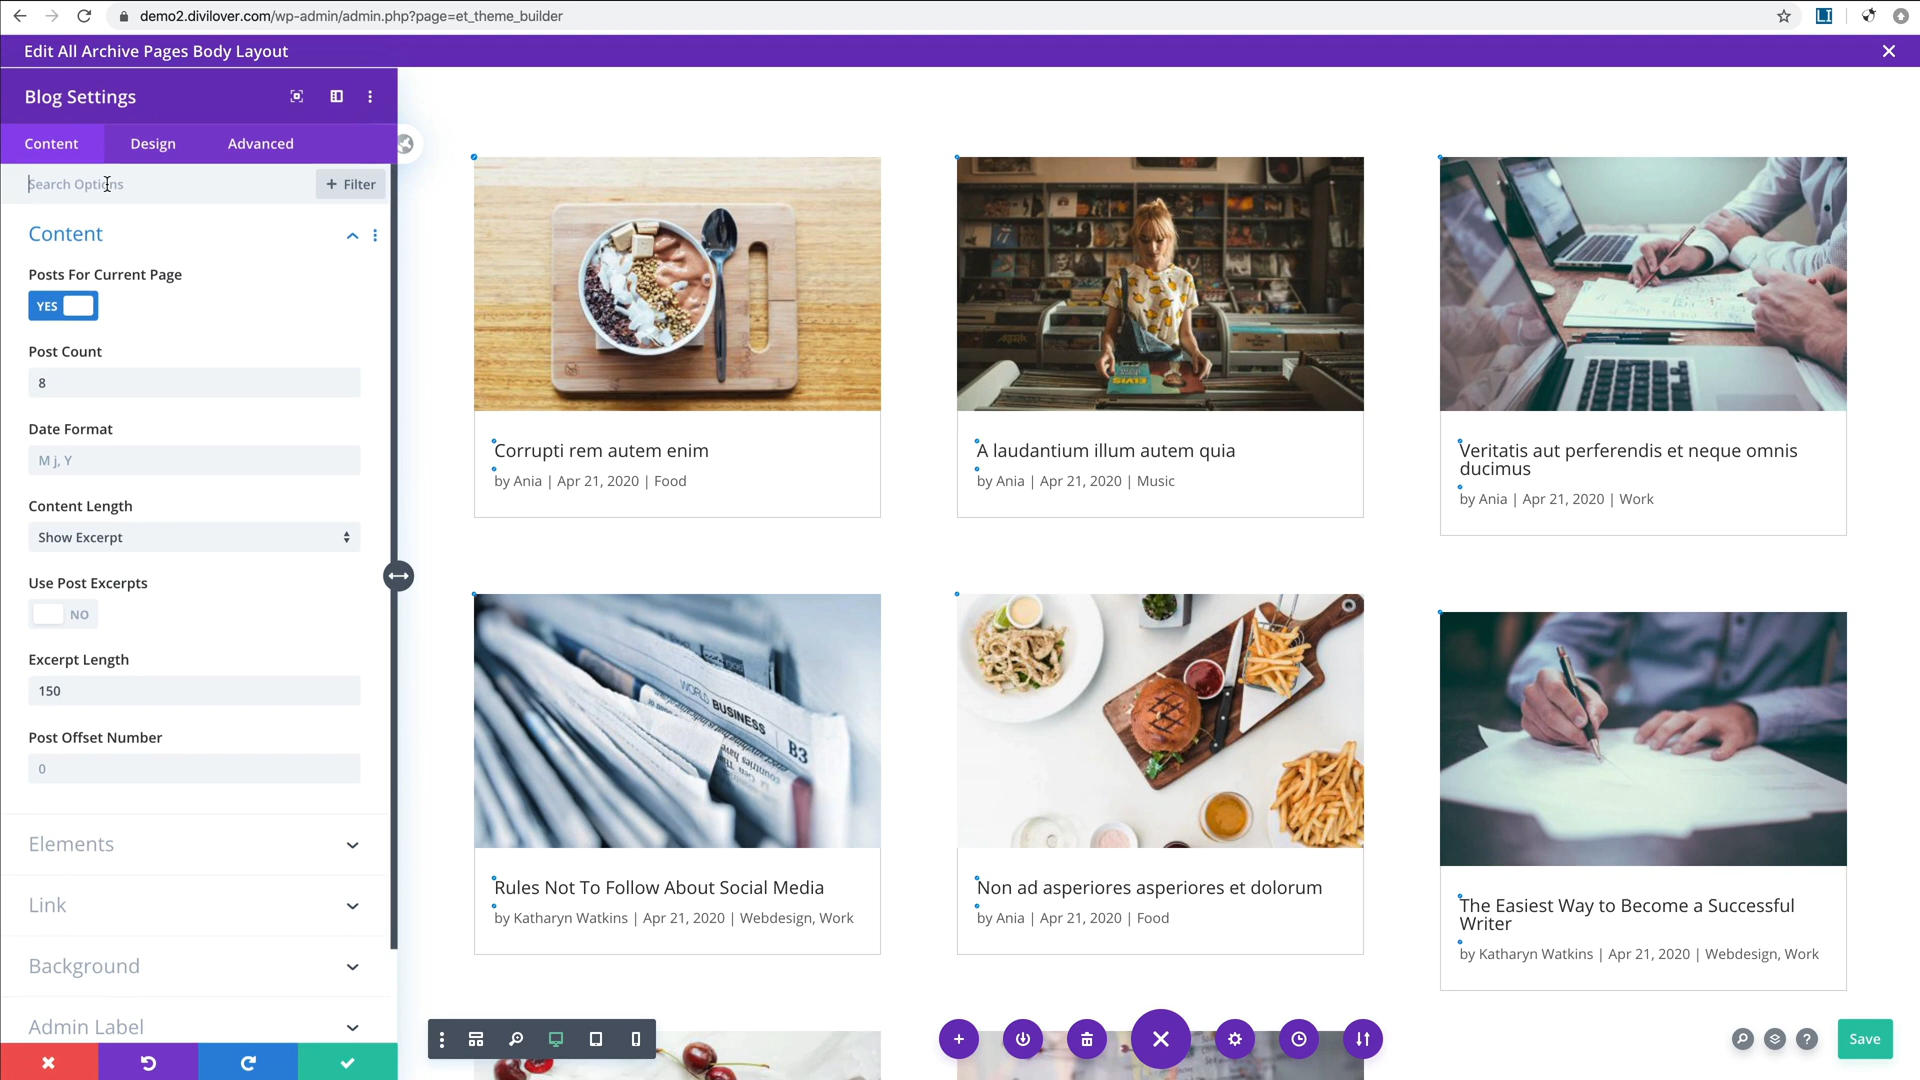 demo2.divilover.com/wp-admin/admin.php?page=et_theme_builder
Edit All Archive Pages Body Layout
Blog Settings
Content
Design
Advanced
Search Options
+ Filter
Content
Posts For Current Page
YES
Post Count
8
Date Format
M j, Y
Content Length
Show Excerpt
Use Post Excerpts
NO
Excerpt Length
150
Post Offset Number
0
Elements
Link
Background
Admin Label
ELVIS
Corrupti rem autem enim
by Ania | Apr 21, 2020 | Food
A laudantium illum autem quia
by Ania | Apr 21, 2020 | Music
Veritatis aut perferendis et neque omnis
ducimus
by Ania | Apr 21, 2020 | Work
WORLD BUSINESS
B3
Rules Not To Follow About Social Media
by Katharyn Watkins | Apr 21, 2020 | Webdesign, Work
Non ad asperiores asperiores et dolorum
by Ania | Apr 21, 2020 | Food
The Easiest Way to Become a Successful
Writer
by Katharyn Watkins | Apr 21, 2020 | Webdesign, Work
Save